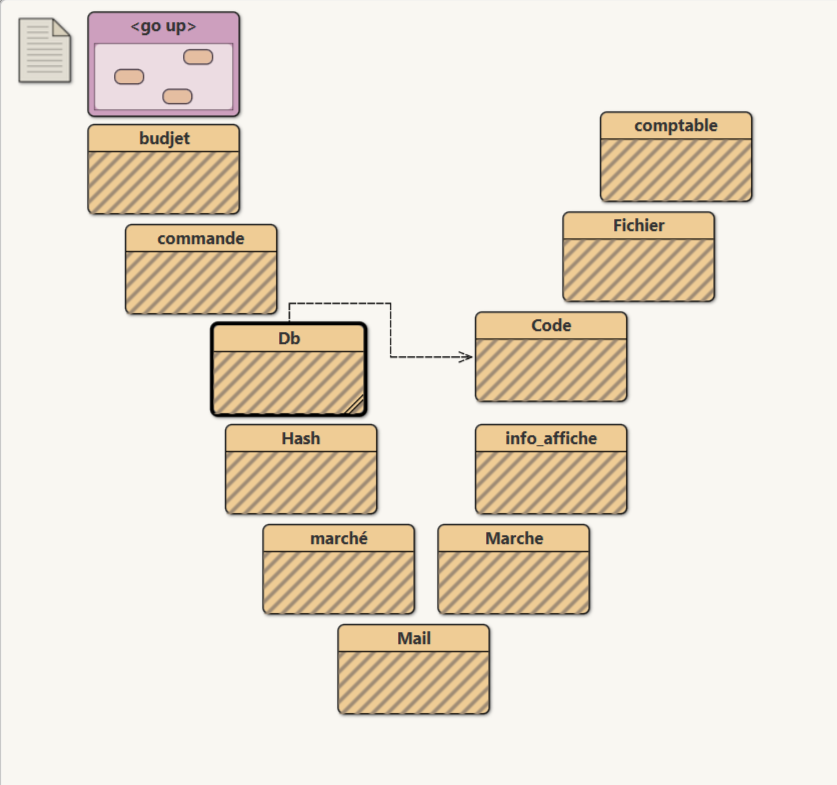 <go up>
budjet
comptable
commande
Fichier
Db
Code
Hash
info_affiche
marché
Marche
Mail